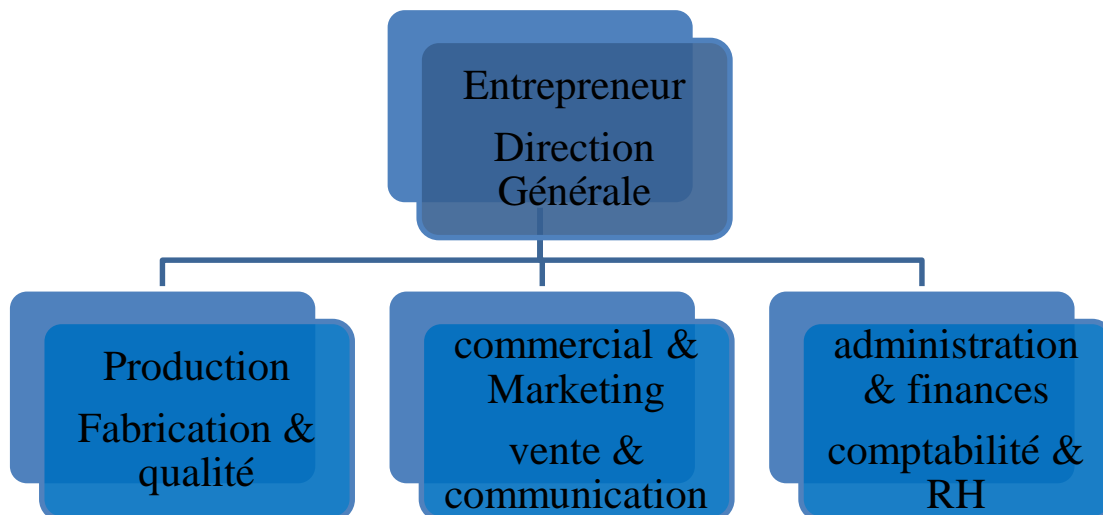 Entrepreneur
Direction
Générale
Production
Fabrication &
qualité
commercial &
Marketing
vente &
communication
administration
& finances
comptabilité &
RH